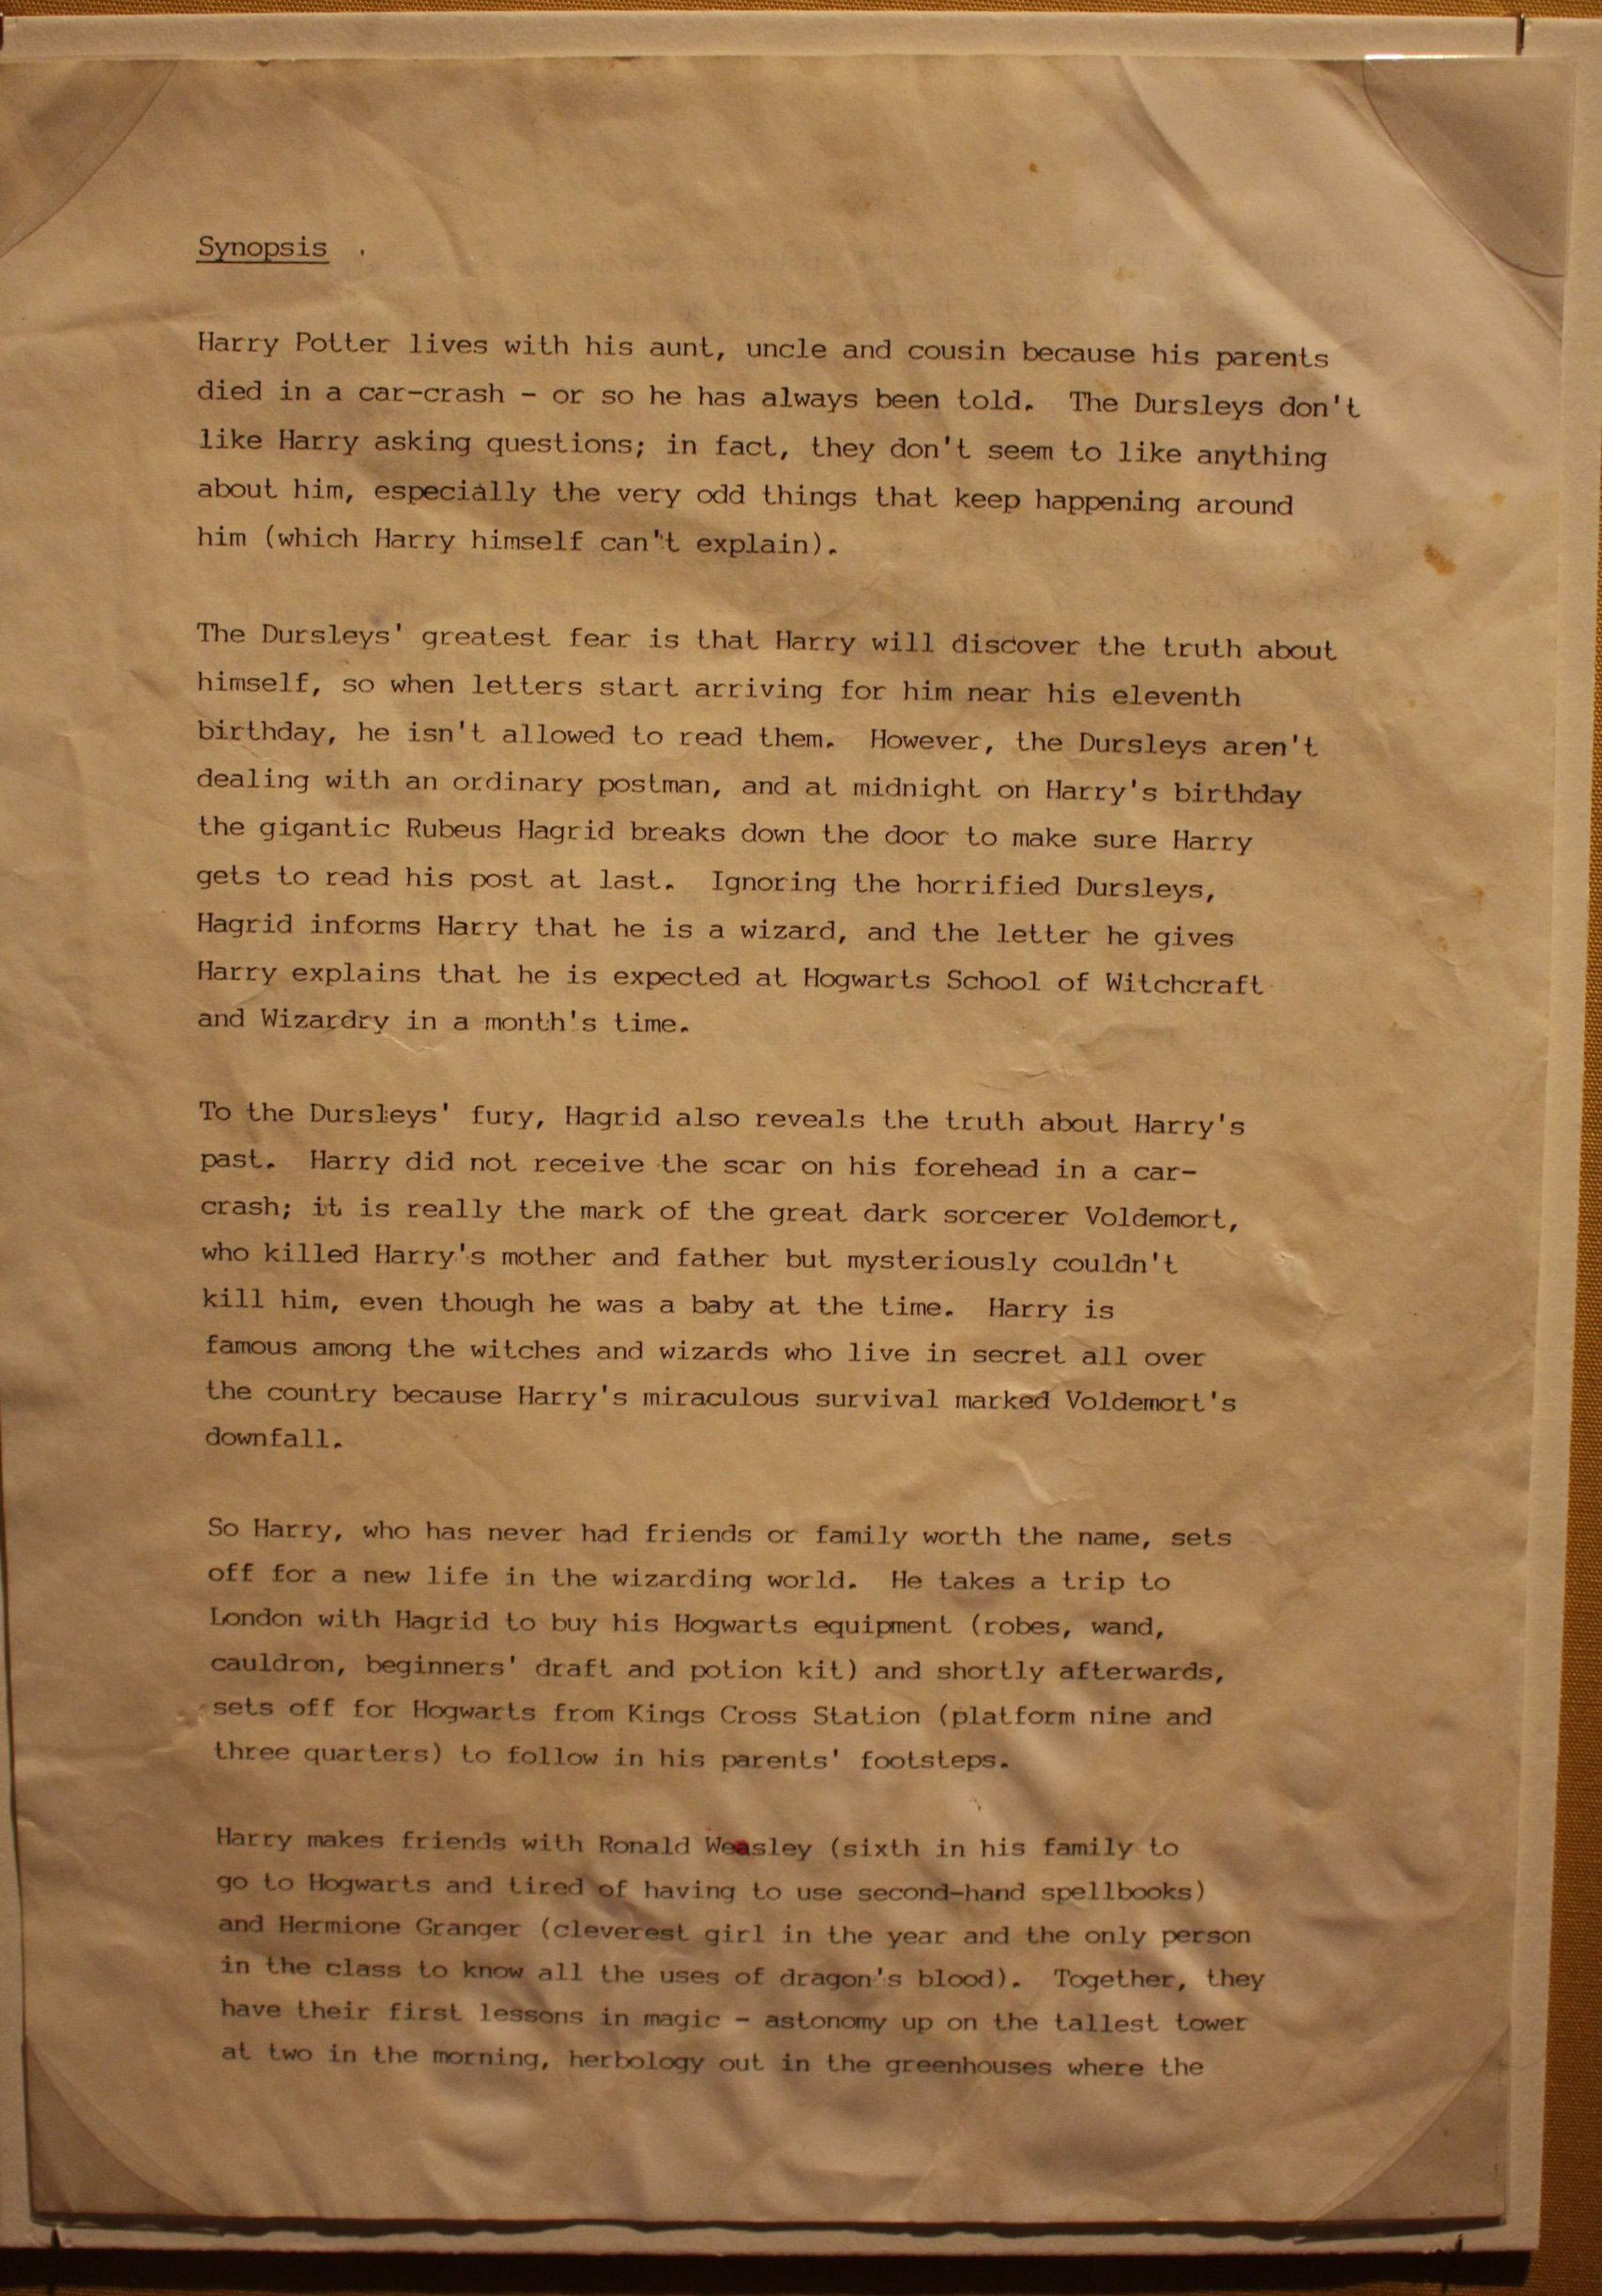 Synopsis .
Harry Potter lives with his aunt, uncle and cousin because his parents
died in a car-crash - or so he has always been told. The Dursleys don't
like Harry asking questions; in fact, they don't seem to like anything
about him, especially the very odd things that keep happening around
him (which Harry himself can't explain).
The Dursleys' greatest fear is that Harry will discover the truth about
himself, so when letters start arriving for him near his eleventh
birthday, he isn't allowed to read them. However, the Dursleys aren't
dealing with an ordinary postman, and at midnight on Harry's birthday
the gigantic Rubeus Hagrid breaks down the door to make sure Harry
gets to read his post at last. Ignoring the horrified Dursleys,
Hagrid informs Harry that he is a wizard, and the letter he gives
Harry explains that he is expected at Hogwarts School of Witchcraft
and Wizardry in a month's time.
To the Dursleys' fury, Hagrid also reveals the truth about Harry's
past. Harry did not receive the scar on his forehead in a car-
crash; it is really the mark of the great dark sorcerer Voldemort,
who killed Harry's mother and father but mysteriously couldn't
kill him, even though he was a baby at the time. Harry is
famous among the witches and wizards who live in secret all over
the country because Harry's miraculous survival marked Voldemort's
downfall.
So Harry, who has never had friends or family worth the name, sets
off for a new life in the wizarding world. He takes a trip to
London with Hagrid to buy his Hogwarts equipment (robes, wand,
cauldron, beginners' draft and potion kit) and shortly afterwards,
sets off for Hogwarts from Kings Cross Station (platform nine and
three quarters) to follow in his parents' footsteps.
Harry makes friends with Ronald Weasley (sixth in his family to
go to Hogwarts and tired of having to use second-hand spellbooks)
and Hermione Granger (cleverest girl in the year and the only person
in the class to know all the uses of dragon's blood). Together, they
have their first lessons in magic - astonomy up on the tallest tower
at two in the morning, herbology out in the greenhouses where the